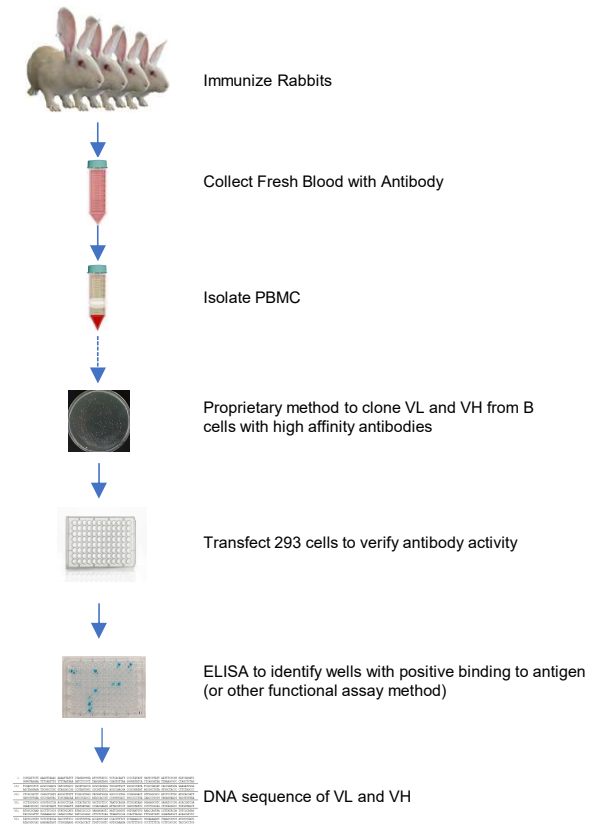 Immunize Rabbits
Collect Fresh Blood with Antibody
Isolate PBMC
Proprietary method to clone VL and VH from B
cells with high affinity antibodies
Transfect 293 cells to verify antibody activity
ELISA to identify wells with positive binding to antigen
(or other functional assay method)
DNA sequence of VL and VH